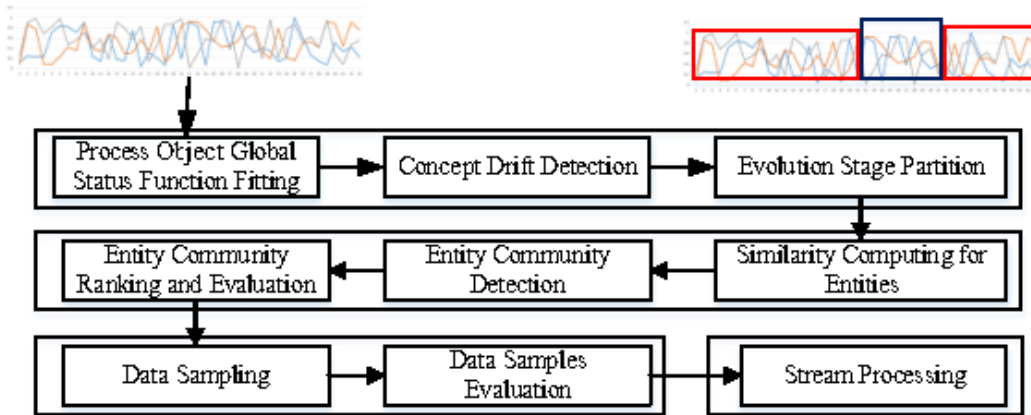 Process Object Global
Status Function Fitting
Concept Drift Detection
Evolution Stage Partition
Entity Community
Ranking and Evaluation
Entity Community
Detection
Similarity Computing for
Entities
Data Sampling
Data Samples
Evaluation
Stream Processing